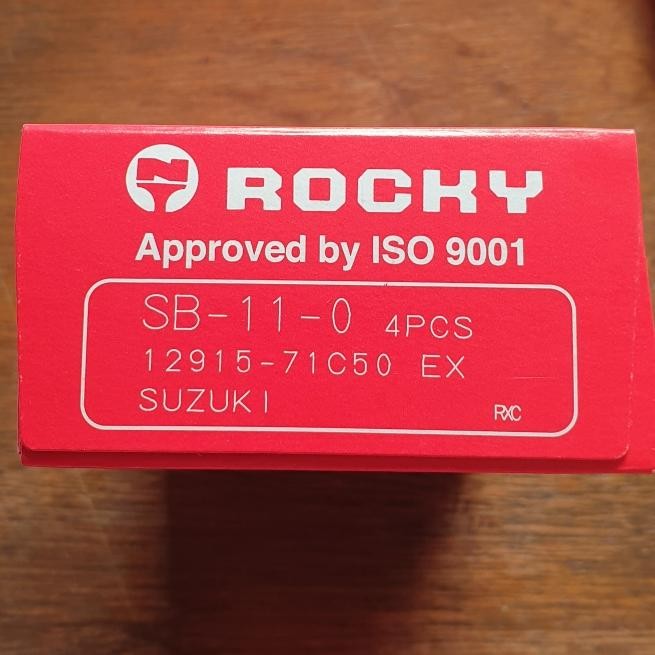 ROCKY
Approved by ISO 9001
SB-11-0 4PCS
12915-71C50 EX
SUZUKI
RXC